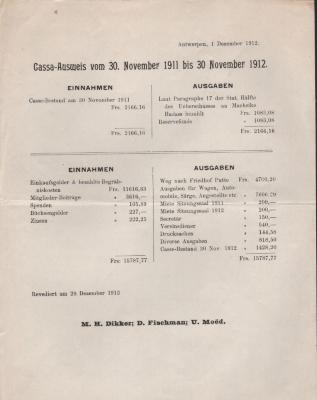 Antwerpen, 1 Dezember 1912.
Cassa-Ausweis vom 30. November 1911 bis 30 November 1912.
EINNAHMEN
Cassa-Bestand am 30 November 1911
Frs. 2166,16
Frs. 2166,16
AUSGABEN
Laut Paragraphe 17 der Stat. Hälfte
des Ueberschusses an Machsike
Hadass bezahlt Frs. 1083,08
Reservefonds » 1083,08
Frs. 2166,16
EINNAHMEN
Einkaufsgelder & bezahlte Begräb-
niskosten Frs. 11616,63
Mitglieder-Beiträge » 3616,—
Spenden » 105,89
Büchsengelder » 227,—
Zinsen » 222,25
Frs. 15787,77
AUSGABEN
Weg nach Friedhof Putte Frs. 4703,20
Ausgaben für Wagen, Auto-
mobile, Särge, Angestellte etc.
Miete Sitzungssaal 1911 » 200,—
Miete Sitzungssaal 1912 » 200,—
Secretär » 150,—
Vereinsdiener » 540,—
Drucksachen » 144,50
Diverse Ausgaben » 816,50
Cassa-Bestand 30 Nov. 1912 » 1428,20
Frs. 15787,77
Revediert am 29 Dezember 1912
M. H. Dikker; D. Fischman; U. Moëd.